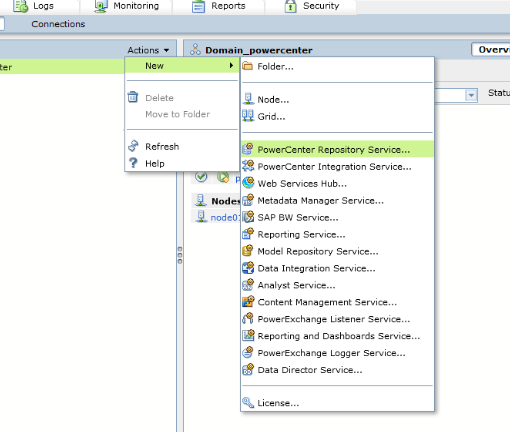 Logs Monitoring Reports Security
Connections
Actions Domain_powercenter Overv
New Folder...
Status
Delete Node...
Move to Folder Grid...
Refresh PowerCenter Repository Service...
Help PowerCenter Integration Service...
Web Services Hub...
Nodes Metadata Manager Service...
node0 SAP BW Service...
Reporting Service...
Model Repository Service...
Data Integration Service...
Analyst Service...
Content Management Service...
PowerExchange Listener Service...
Reporting and Dashboards Service...
PowerExchange Logger Service...
Data Director Service...
License...